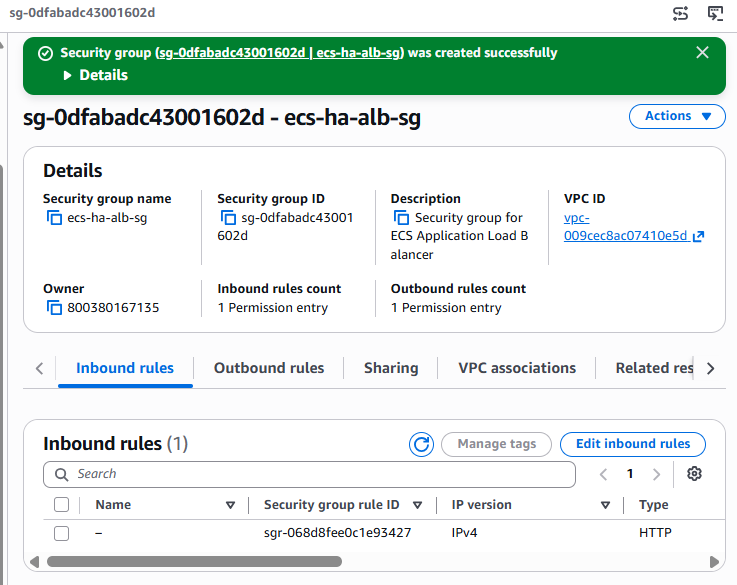 sg-0dfabadc43001602d
Security group (sg-0dfabadc43001602d | ecs-ha-alb-sg) was created successfully
Details
sg-0dfabadc43001602d - ecs-ha-alb-sg
Actions
Details
Security group name
ecs-ha-alb-sg
Security group ID
sg-0dfabadc43001
602d
Description
Security group for
ECS Application Load B
alancer
VPC ID
vpc-
009cec8ac07410e5d
Owner
800380167135
Inbound rules count
1 Permission entry
Outbound rules count
1 Permission entry
Inbound rules
Outbound rules
Sharing
VPC associations
Related res
Inbound rules (1)
Manage tags
Edit inbound rules
Search
1
Name
Security group rule ID
IP version
Type
–
sgr-068d8fee0c1e93427
IPv4
HTTP